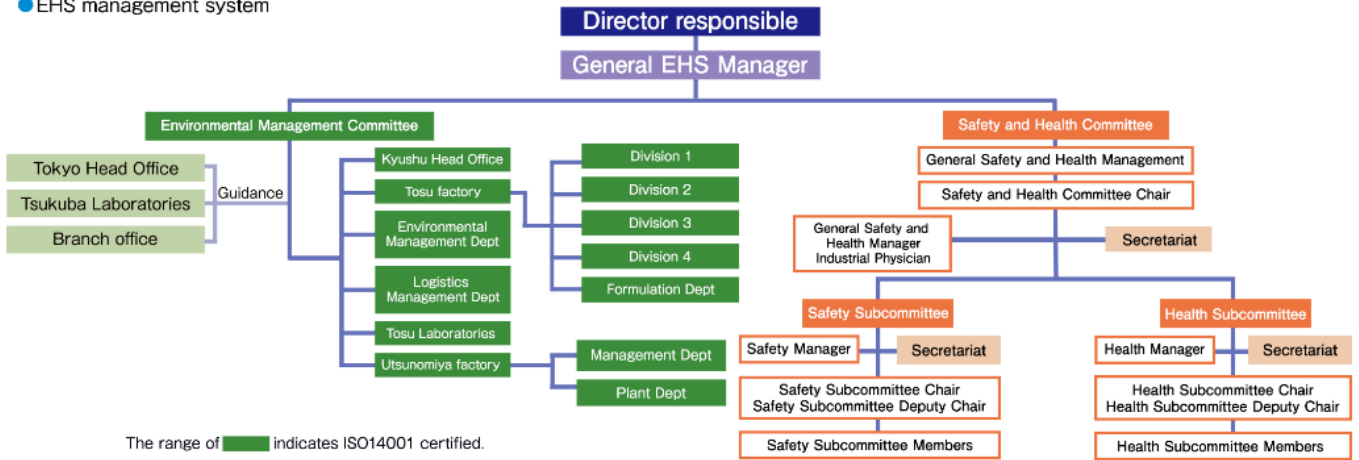 EHS management system
Director responsible
General EHS Manager
Environmental Management Committee
Tokyo Head Office
Tsukuba Laboratories
Branch office
Guidance
Kyushu Head Office
Tosu factory
Environmental
Management Dept
Logistics
Management Dept
Tosu Laboratories
Utsunomiya factory
Division 1
Division 2
Division 3
Division 4
Formulation Dept
Management Dept
Plant Dept
The range of indicates ISO14001 certified.
Safety and Health Committee
General Safety and Health Management
Safety and Health Committee Chair
General Safety and
Health Manager
Industrial Physician
Secretariat
Safety Subcommittee
Safety Manager
Secretariat
Safety Subcommittee Chair
Safety Subcommittee Deputy Chair
Safety Subcommittee Members
Health Subcommittee
Health Manager
Secretariat
Health Subcommittee Chair
Health Subcommittee Deputy Chair
Health Subcommittee Members